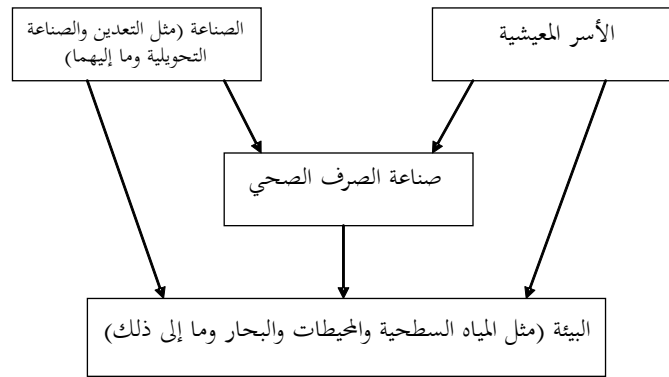 الأسر المعيشية
الصناعة (مثل التعدين والصناعة
التحويلية وما إليهما)
صناعة الصرف الصحي
البيئة (مثل المياه السطحية والمحيطات والبحار وما إلى ذلك)